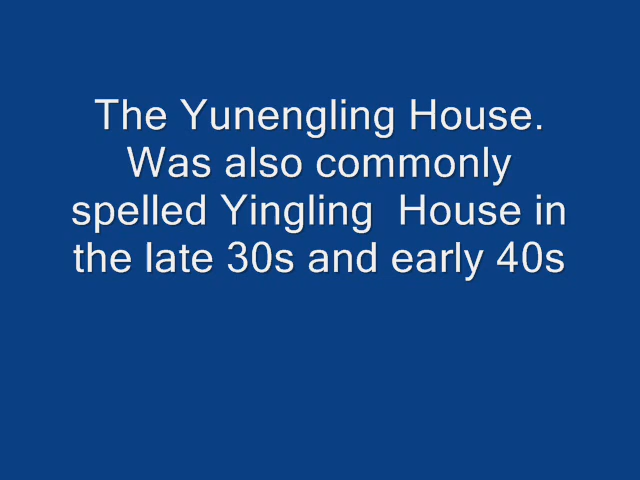 The Yunengling House.
Was also commonly
spelled Yingling  House in
the late 30s and early 40s